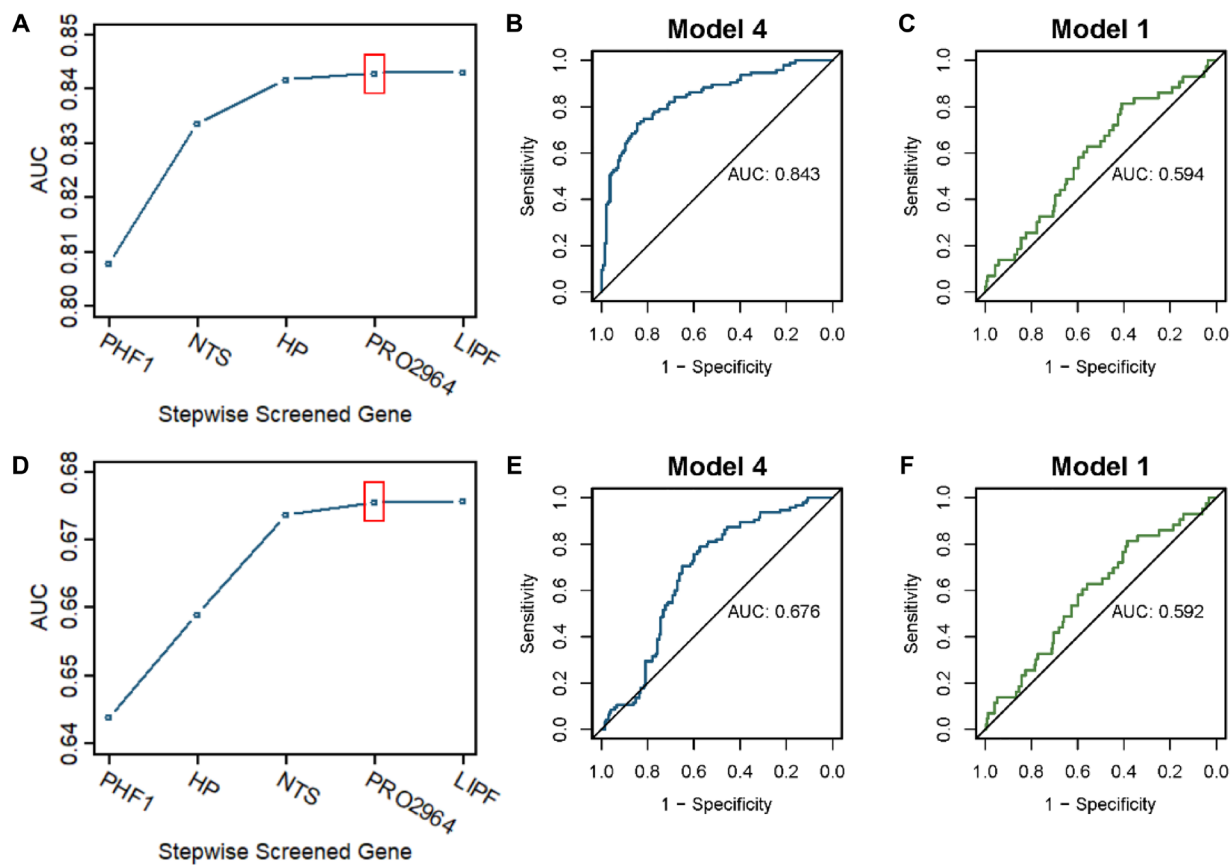 A
0.85
0.84
0.83
0.82
0.81
0.80
AUC
PHF1
NTS
HP
PRO2964
LIPF
Stepwise Screened Gene
B
Model 4
1.0
0.8
0.6
0.4
0.2
0.0
Sensitivity
AUC: 0.843
1.0 0.8 0.6 0.4 0.2 0.0
1 − Specificity
C
Model 1
1.0
0.8
0.6
0.4
0.2
0.0
Sensitivity
AUC: 0.594
1.0 0.8 0.6 0.4 0.2 0.0
1 − Specificity
D
0.68
0.67
0.66
0.65
0.64
AUC
PHF1
HP
NTS
PRO2964
LIPF
Stepwise Screened Gene
E
Model 4
1.0
0.8
0.6
0.4
0.2
0.0
Sensitivity
AUC: 0.676
1.0 0.8 0.6 0.4 0.2 0.0
1 − Specificity
F
Model 1
1.0
0.8
0.6
0.4
0.2
0.0
Sensitivity
AUC: 0.592
1.0 0.8 0.6 0.4 0.2 0.0
1 − Specificity